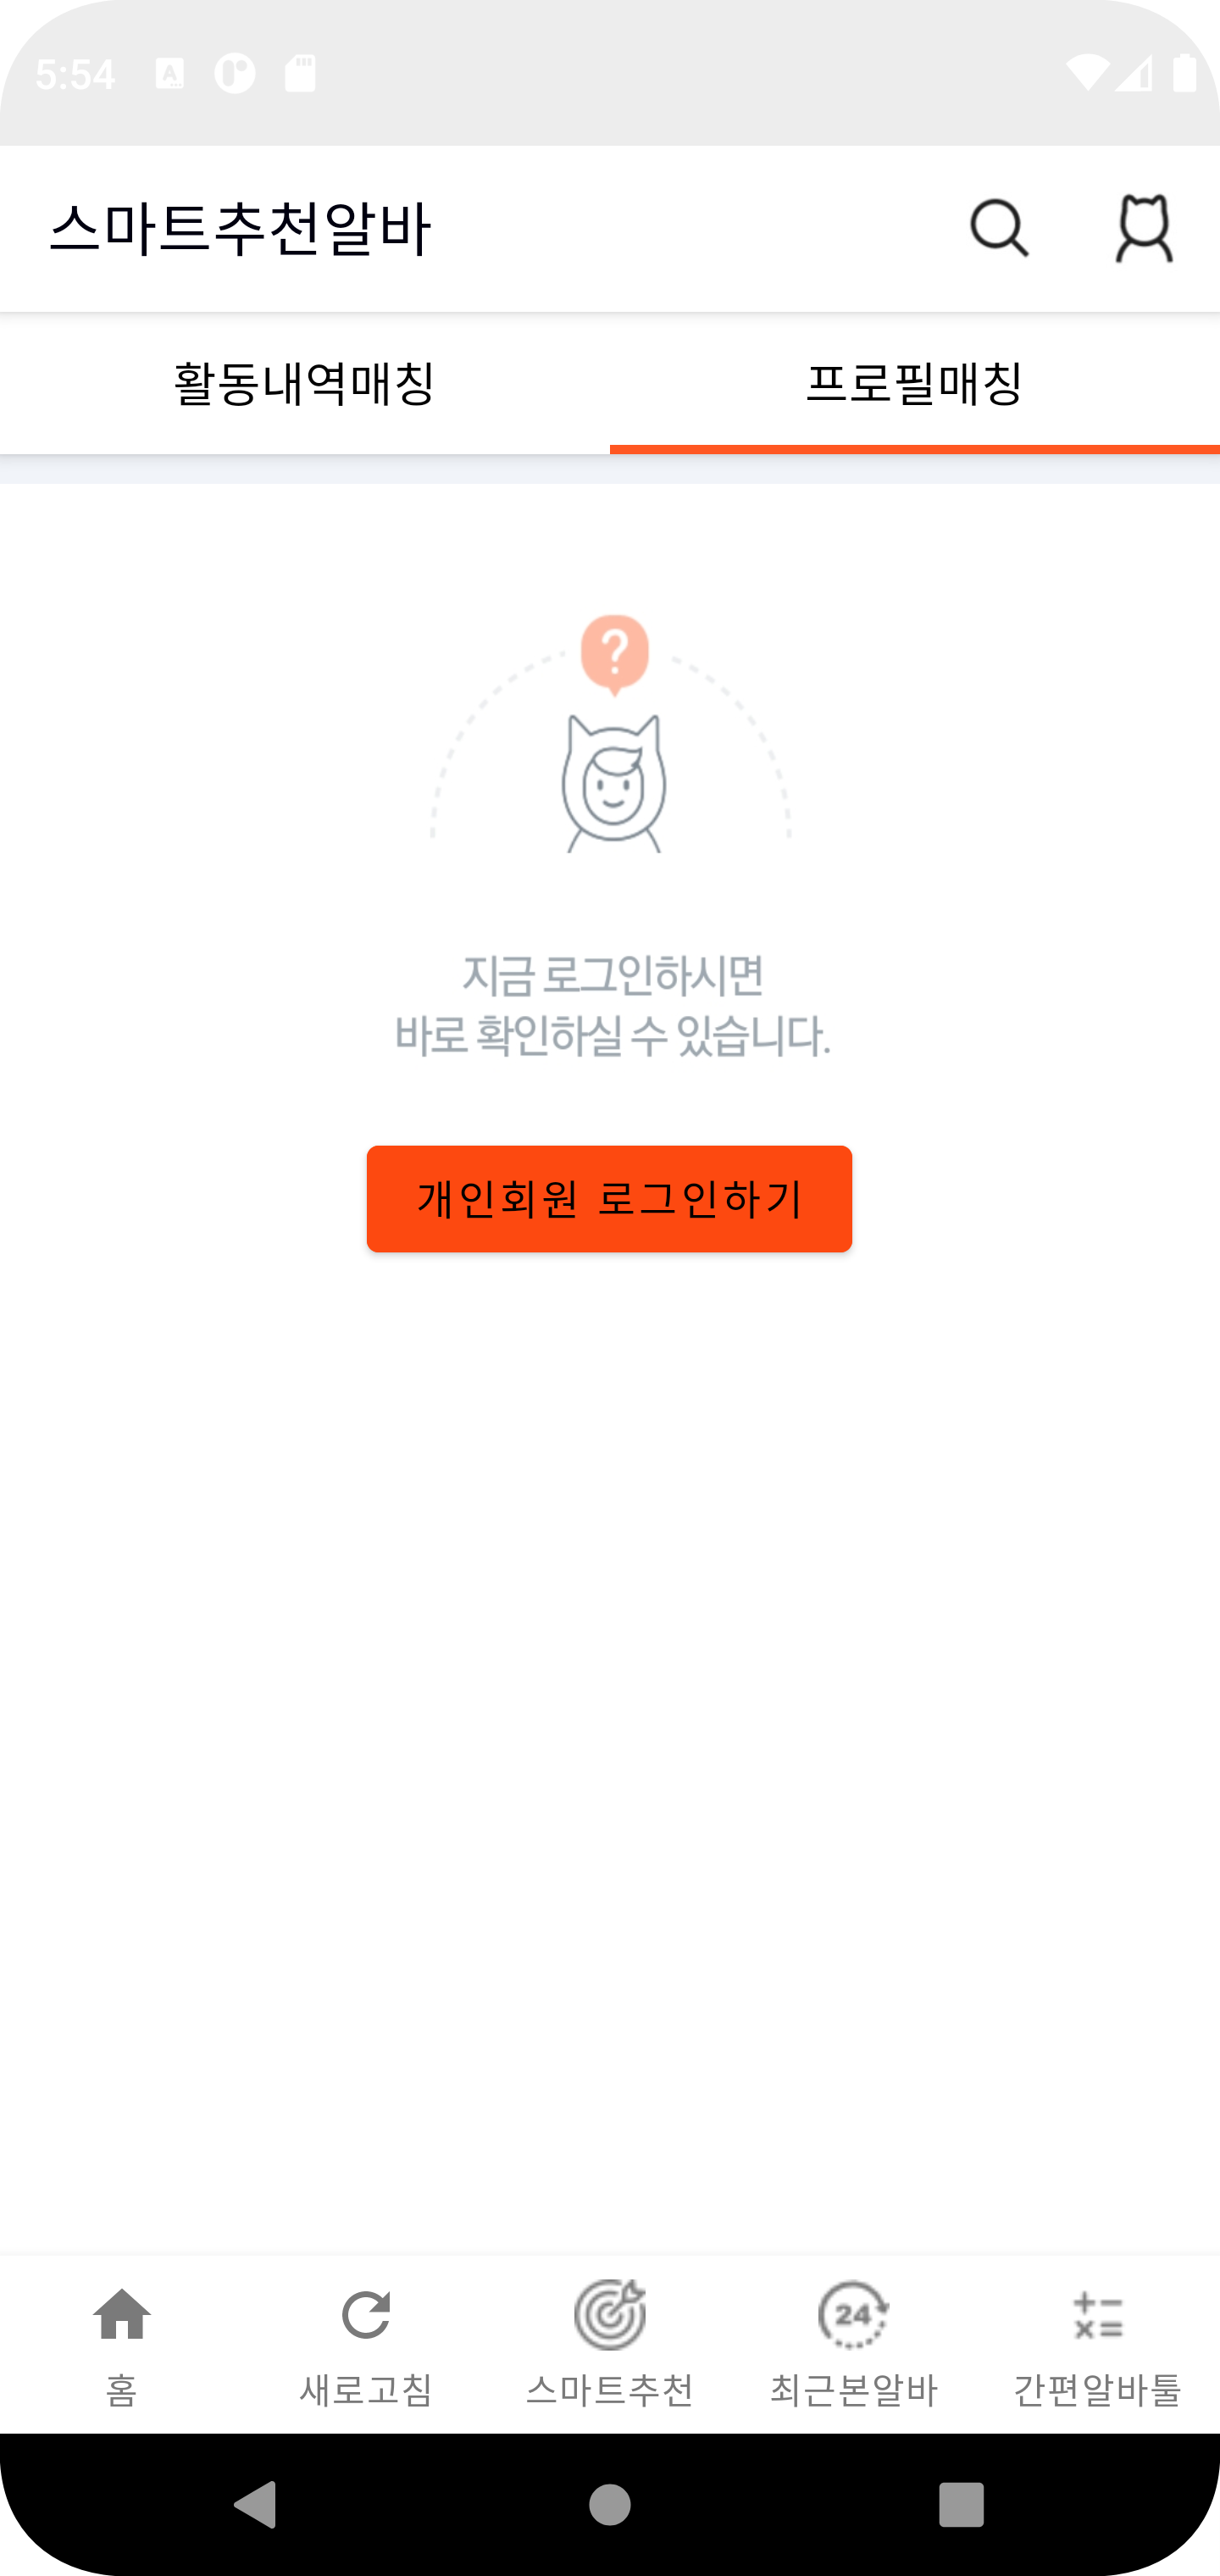 5:54
스마트추천알바
활동내역매칭
프로필매칭
?
지금 로그인하시면
바로 확인하실 수 있습니다.
개인회원 로그인하기
24
홈
새로고침
스마트추천
최근본알바
간편알바툴